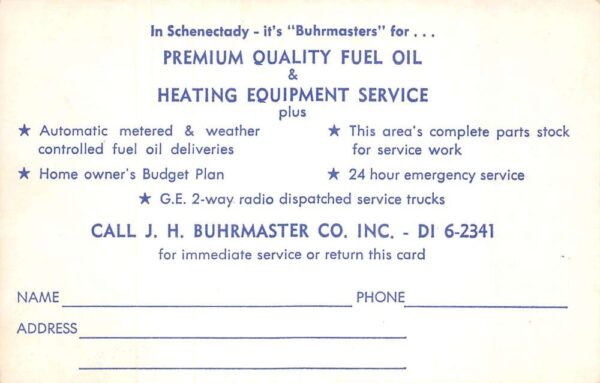 In Schenectady - it's "Buhrmasters" for...
PREMIUM QUALITY FUEL OIL
&
HEATING EQUIPMENT SERVICE
plus
★ Automatic metered & weather controlled fuel oil deliveries
★ This area's complete parts stock for service work
★ Home owner's Budget Plan
★ 24 hour emergency service
★ G.E. 2-way radio dispatched service trucks
CALL J. H. BUHRMASTER CO. INC. - DI 6-2341
for immediate service or return this card
NAME PHONE
ADDRESS